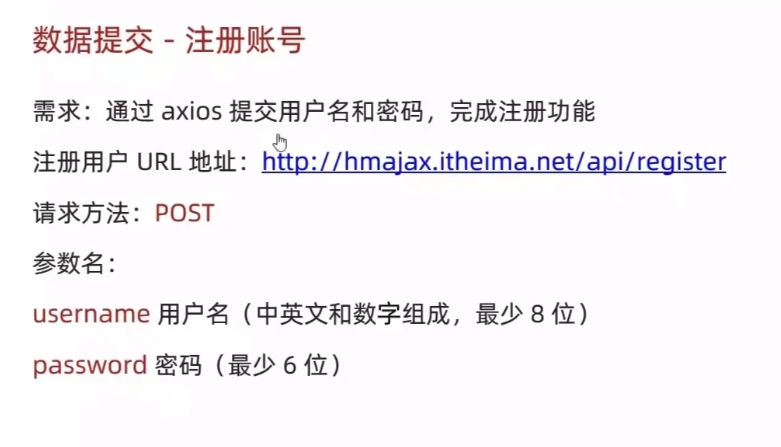 数据提交 - 注册账号
需求：通过 axios 提交用户名和密码，完成注册功能
注册用户 URL 地址：http://hmajax.itheima.net/api/register
请求方法：POST
参数名：
username 用户名（中英文和数字组成，最少 8 位）
password 密码（最少 6 位）